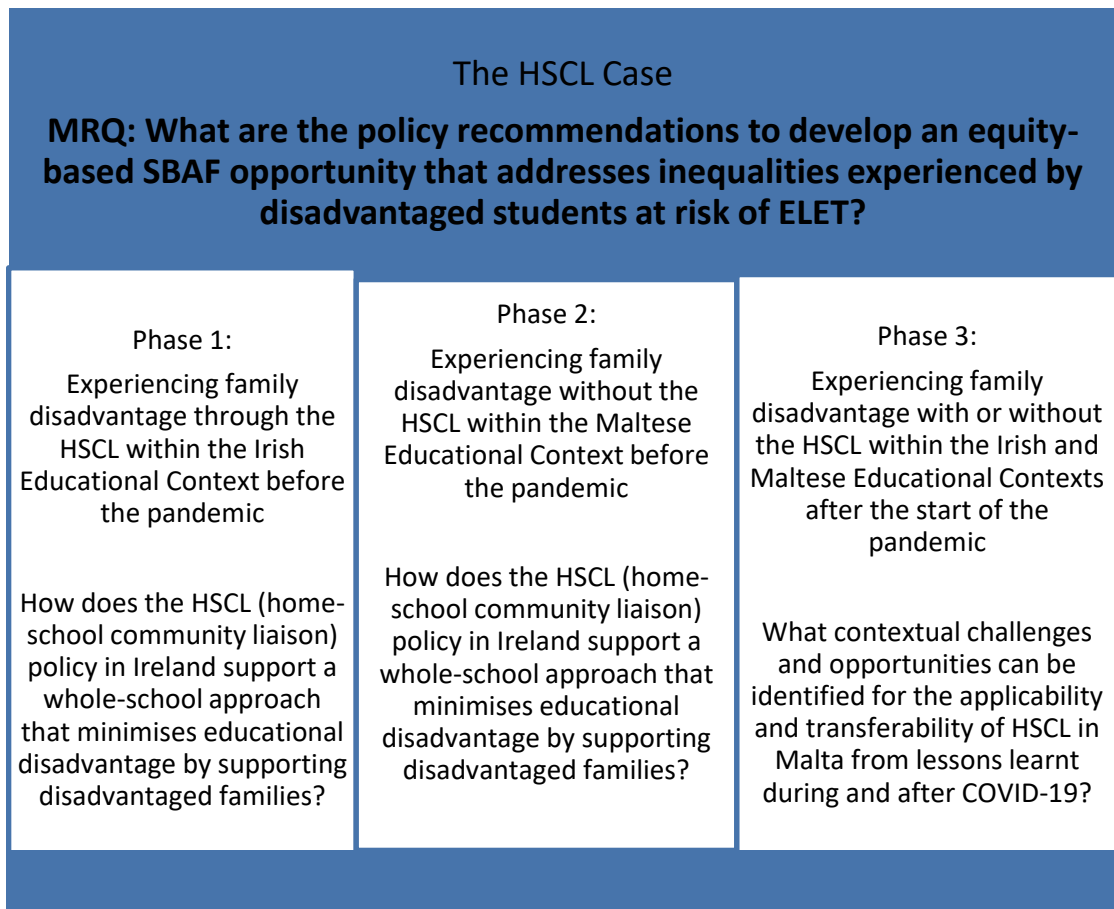 The HSCL Case
MRQ: What are the policy recommendations to develop an equity-
based SBAF opportunity that addresses inequalities experienced by
disadvantaged students at risk of ELET?
Phase 1:
Experiencing family
disadvantage through the
HSCL within the Irish
Educational Context before
the pandemic
How does the HSCL (home-
school community liaison)
policy in Ireland support a
whole-school approach
that minimises educational
disadvantage by supporting
disadvantaged families?
Phase 2:
Experiencing family
disadvantage without the
HSCL within the Maltese
Educational Context before
the pandemic
How does the HSCL (home-
school community liaison)
policy in Ireland support a
whole-school approach that
minimises educational
disadvantage by supporting
disadvantaged families?
Phase 3:
Experiencing family
disadvantage with or without
the HSCL within the Irish and
Maltese Educational Contexts
after the start of the
pandemic
What contextual challenges
and opportunities can be
identified for the applicability
and transferability of HSCL in
Malta from lessons learnt
during and after COVID-19?